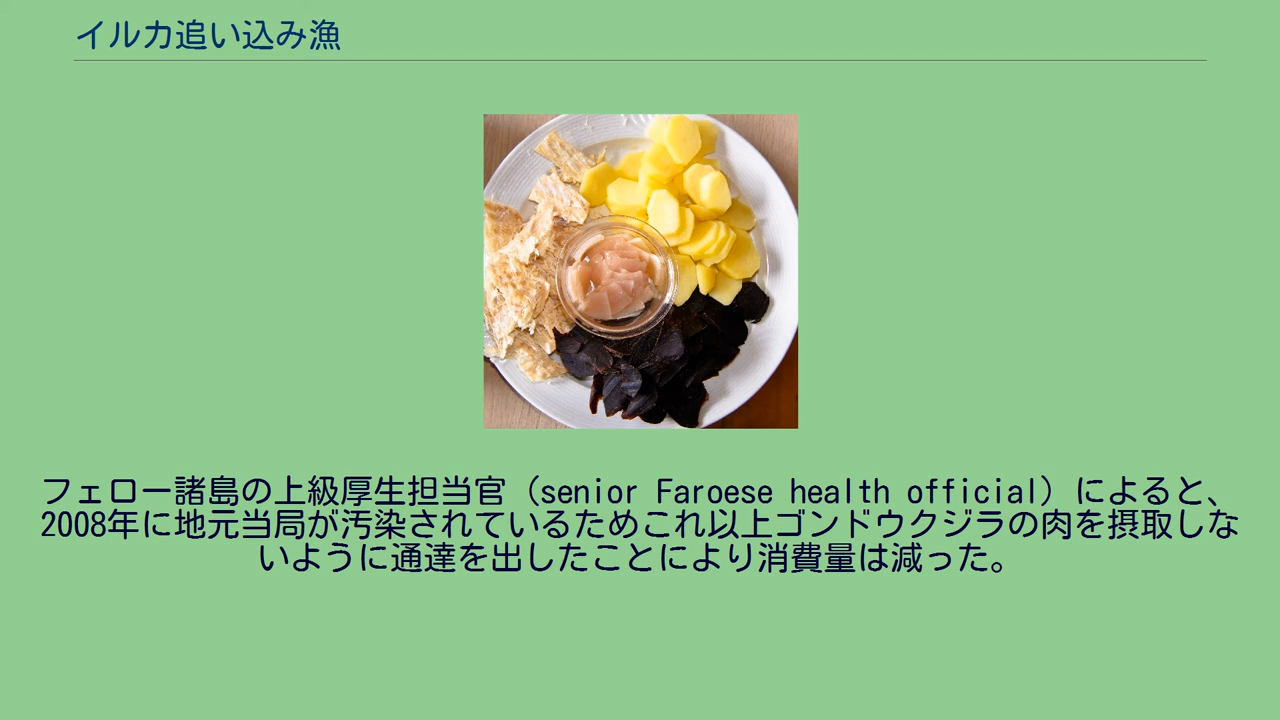 イルカ追い込み漁
フェロー諸島の上級厚生担当官（senior Faroese health official）によると、
2008年に地元当局が汚染されているためこれ以上ゴンドウクジラの肉を摂取しな
いように通達を出したことにより消費量は減った。